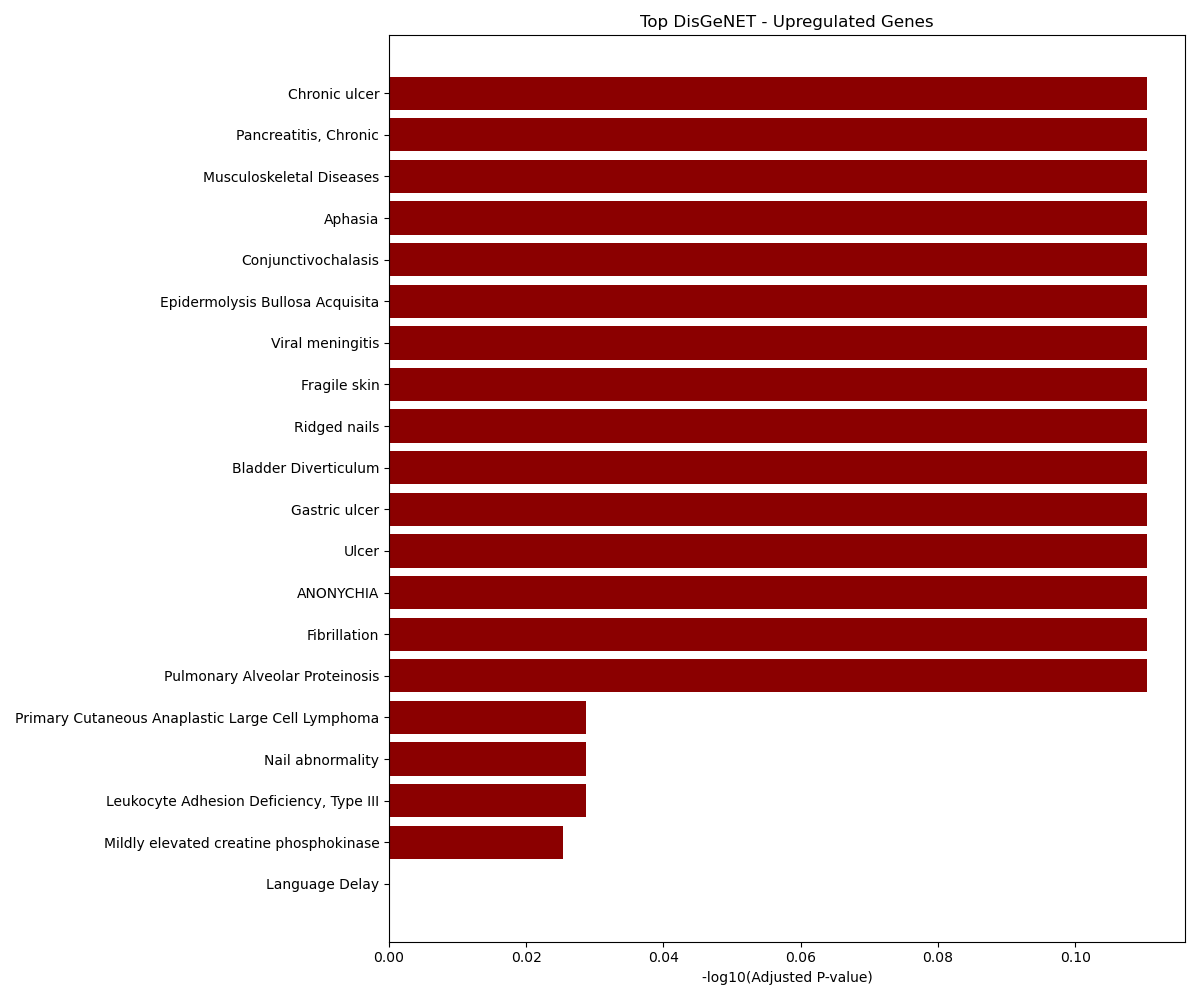 Top DisGeNET - Upregulated Genes
Chronic ulcer
Pancreatitis, Chronic
Musculoskeletal Diseases
Aphasia
Conjunctivochalasis
Epidermolysis Bullosa Acquisita
Viral meningitis
Fragile skin
Ridged nails
Bladder Diverticulum
Gastric ulcer
Ulcer
ANONYCHIA
Fibrillation
Pulmonary Alveolar Proteinosis
Primary Cutaneous Anaplastic Large Cell Lymphoma
Nail abnormality
Leukocyte Adhesion Deficiency, Type III
Mildly elevated creatine phosphokinase
Language Delay
0.00 0.02 0.04 0.06 0.08 0.10
-log10(Adjusted P-value)